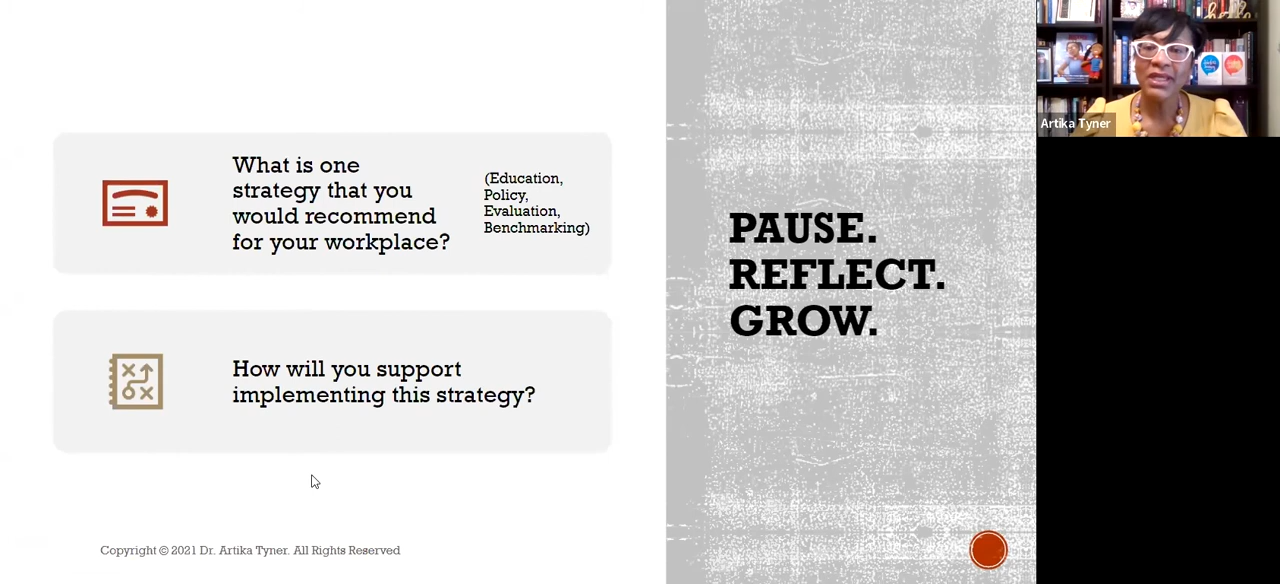 What is one
strategy that you
would recommend
for your workplace?
(Education,
Policy,
Evaluation,
Benchmarking)
How will you support
implementing this strategy?
Copyright © 2021 Dr. Artika Tyner. All Rights Reserved
PAUSE.
REFLECT.
GROW.
Artika Tyner